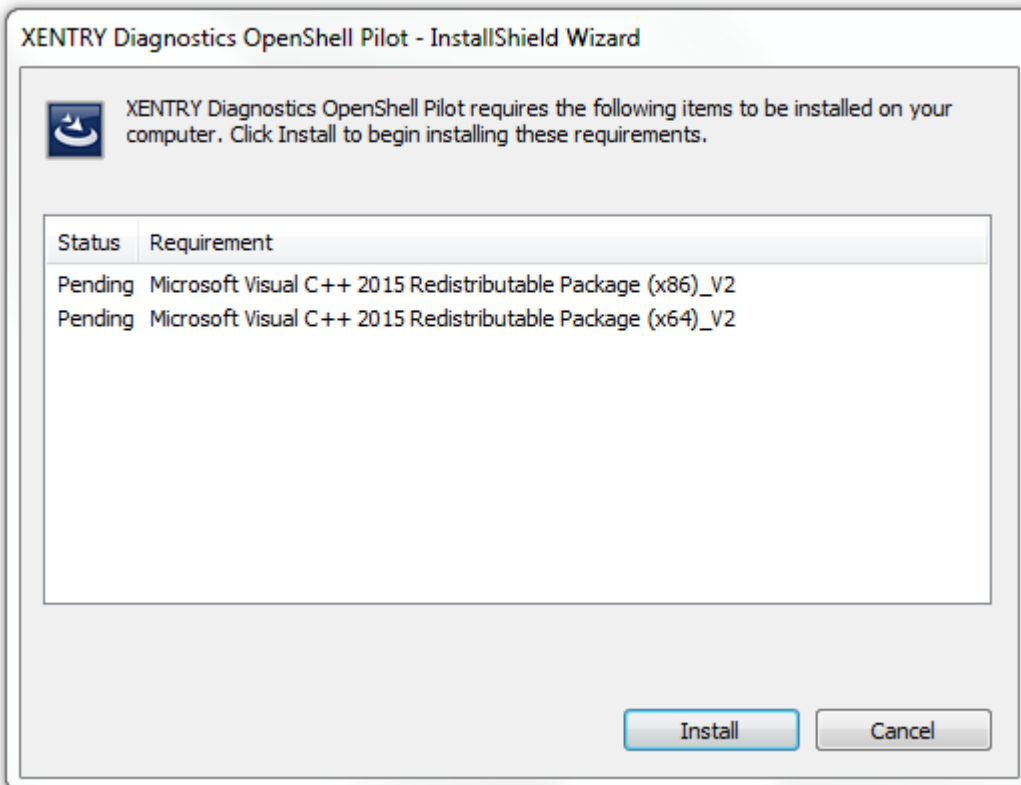 XENTRY Diagnostics OpenShell Pilot - InstallShield Wizard
XENTRY Diagnostics OpenShell Pilot requires the following items to be installed on your
computer. Click Install to begin installing these requirements.
Status Requirement
Pending Microsoft Visual C++ 2015 Redistributable Package (x86)_V2
Pending Microsoft Visual C++ 2015 Redistributable Package (x64)_V2
Install Cancel